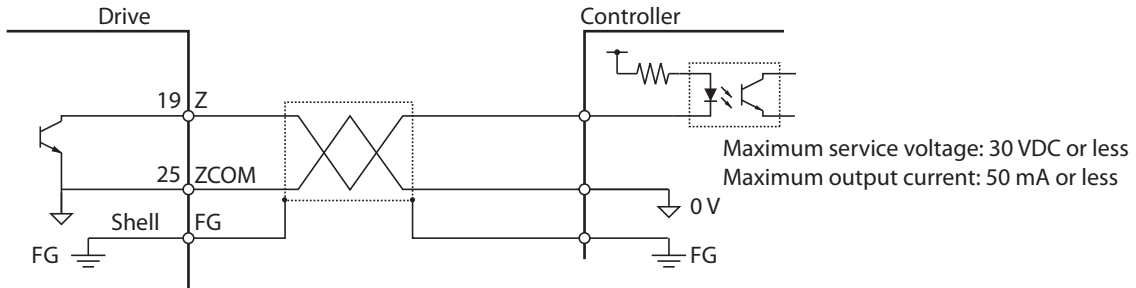 Drive
Controller
19 Z
Maximum service voltage: 30 VDC or less
25 ZCOM
Maximum output current: 50 mA or less
0 V
Shell FG
FG
FG